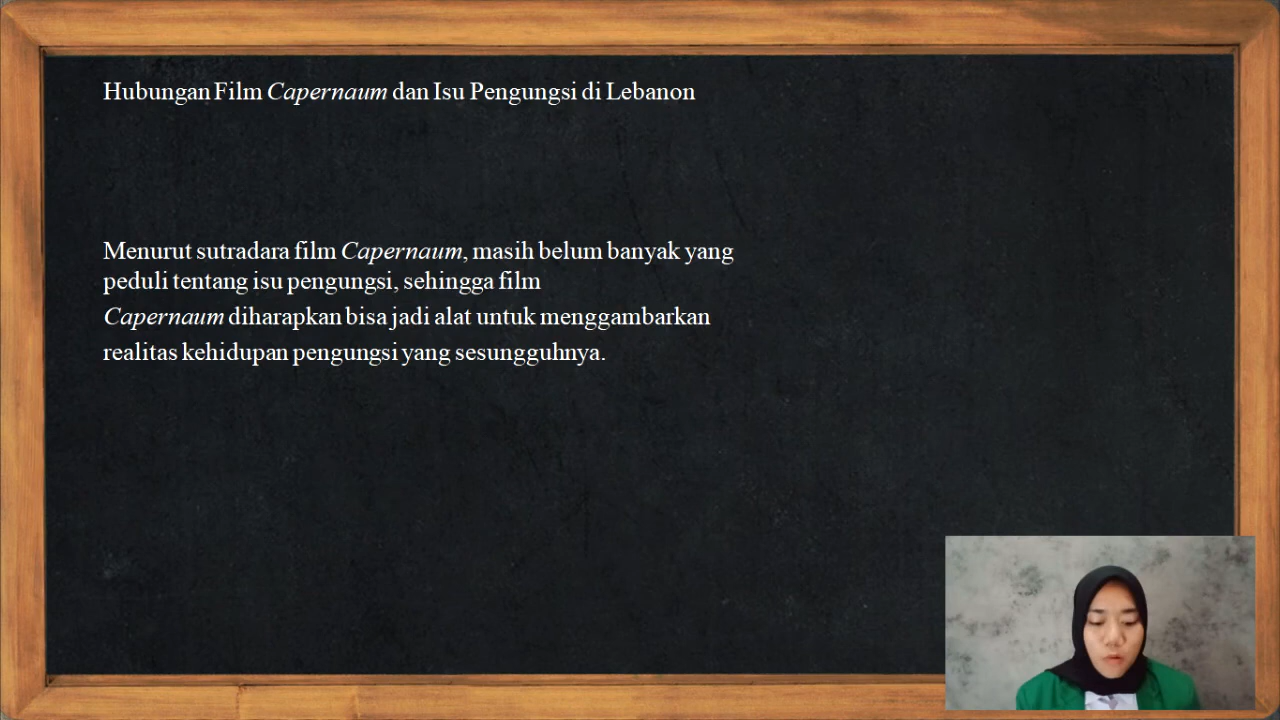 Hubungan Film Capernaum dan Isu Pengungsi di Lebanon
Menurut sutradara film Capernaum, masih belum banyak yang
peduli tentang isu pengungsi, sehingga film
Capernaum diharapkan bisa jadi alat untuk menggambarkan
realitas kehidupan pengungsi yang sesungguhnya.